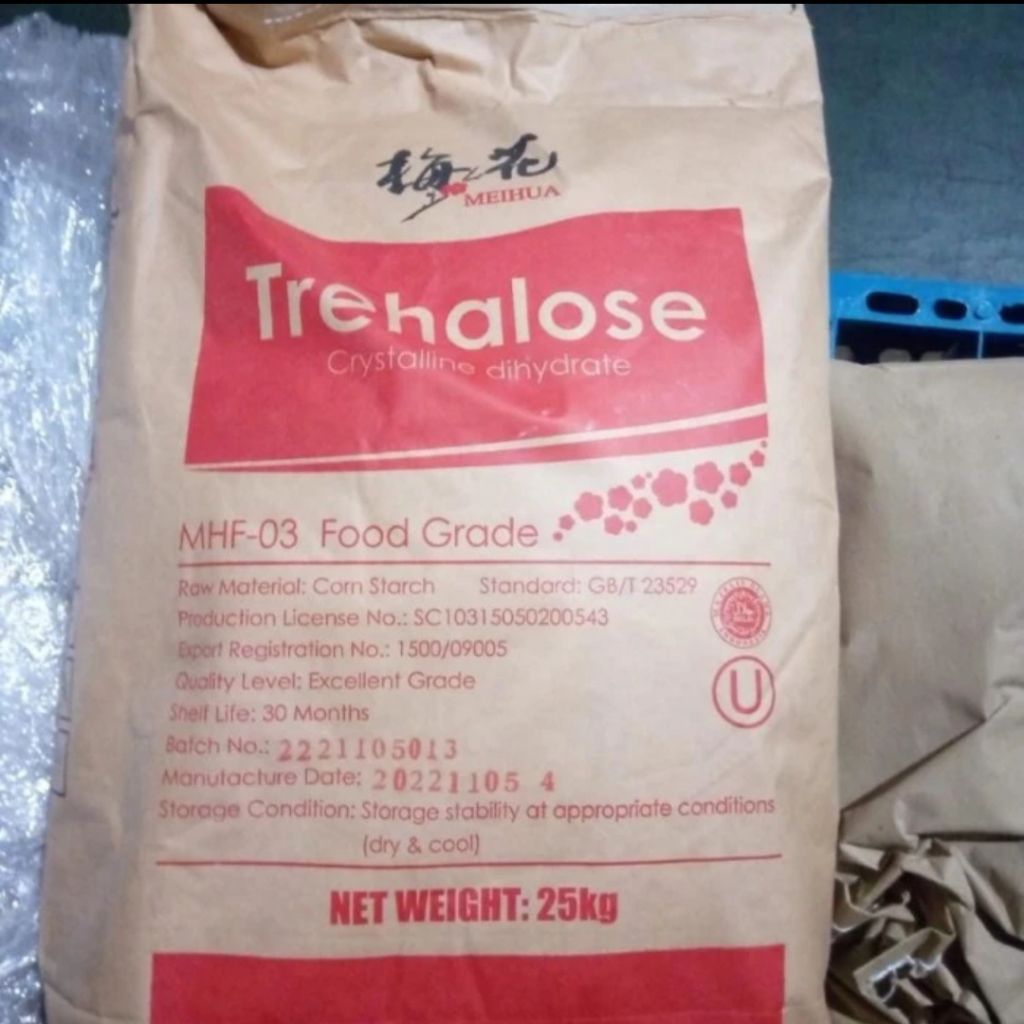 梅花
MEIHUA
Trehalose
Crystalline dihydrate
MHF-03 Food Grade
Raw Material: Corn Starch Standard: GB/T 23529
Production License No.: SC10315050200543
Export Registration No.: 1500/09005
Quality Level: Excellent Grade
U
Shelf Life: 30 Months
Batch No.: 2221105013
Manufacture Date: 20221105 4
Storage Condition: Storage stability at appropriate conditions
(dry & cool)
NET WEIGHT: 25kg